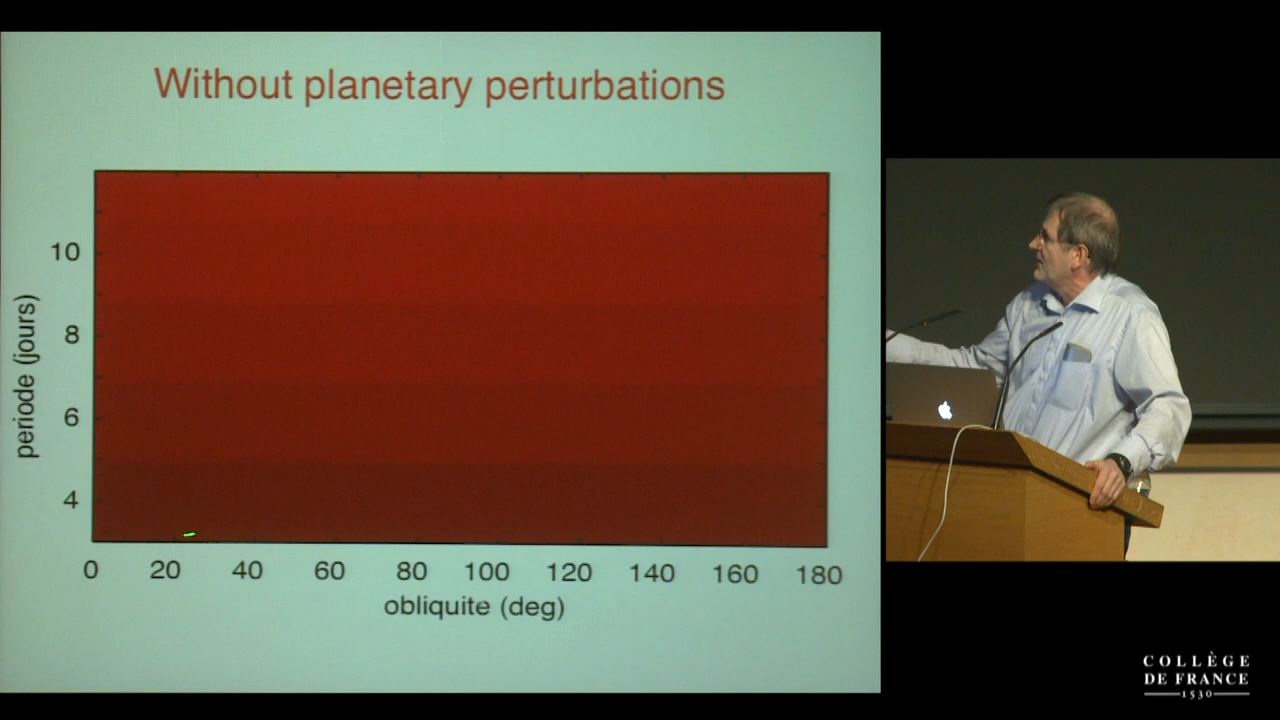 Without planetary perturbations
10
8
6
4
periode (jours)
0 20 40 60 80 100 120 140 160 180
obliquite (deg)
COLLÈGE
DE FRANCE
1530